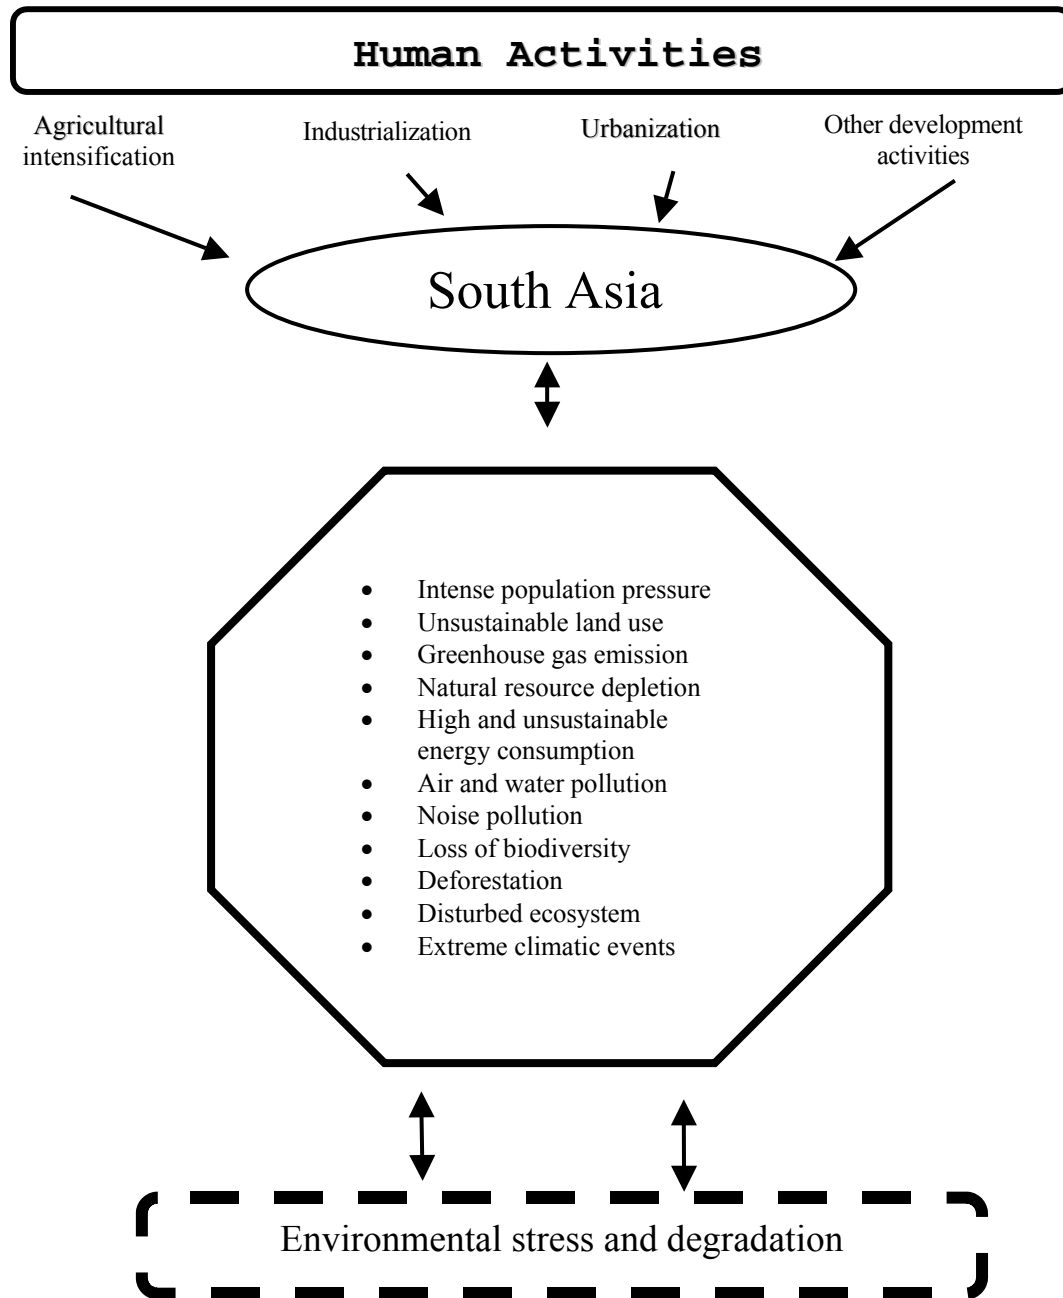 Human Activities
Agricultural
intensification
Industrialization
Urbanization
Other development
activities
South Asia
• Intense population pressure
• Unsustainable land use
• Greenhouse gas emission
• Natural resource depletion
• High and unsustainable
energy consumption
• Air and water pollution
• Noise pollution
• Loss of biodiversity
• Deforestation
• Disturbed ecosystem
• Extreme climatic events
Environmental stress and degradation